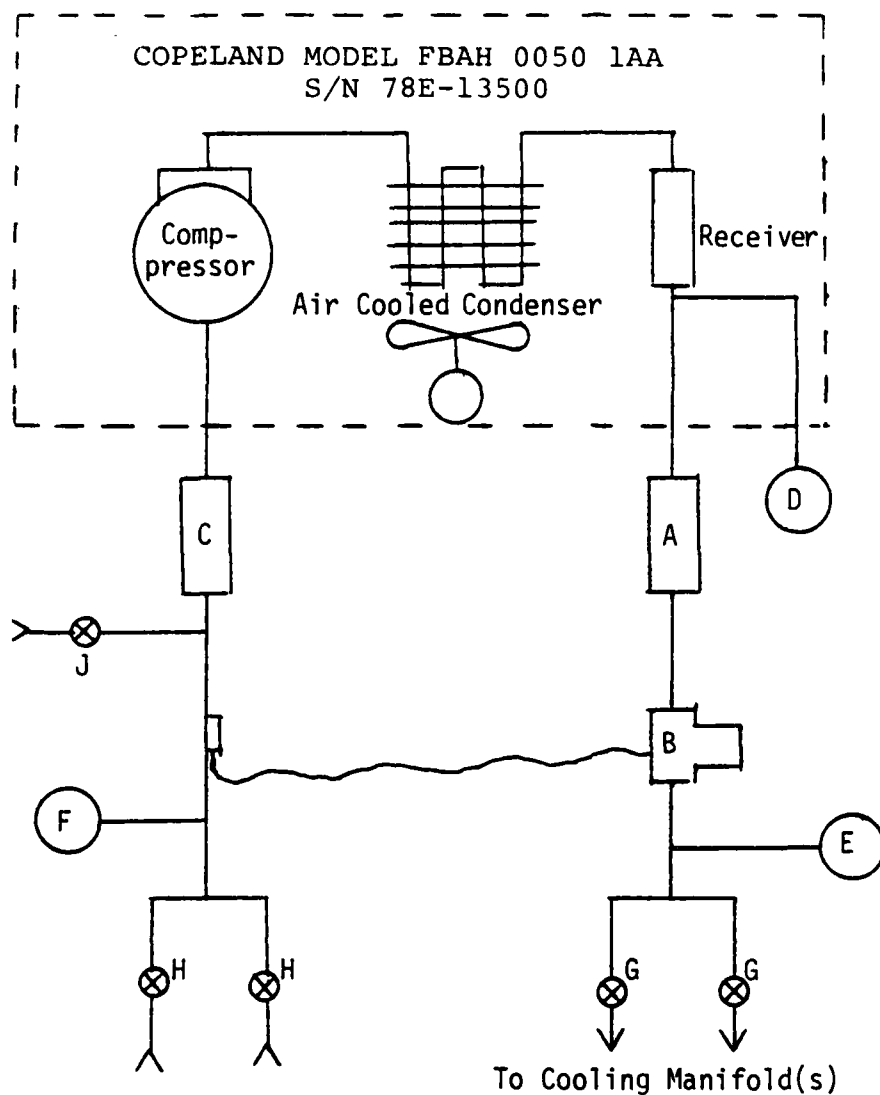 COPELAND MODEL FBAH 0050 1AA
S/N 78E-13500
Comp-
pressor
Receiver
Air Cooled Condenser
D
C
A
J
B
F
E
H
H
G
G
To Cooling Manifold(s)